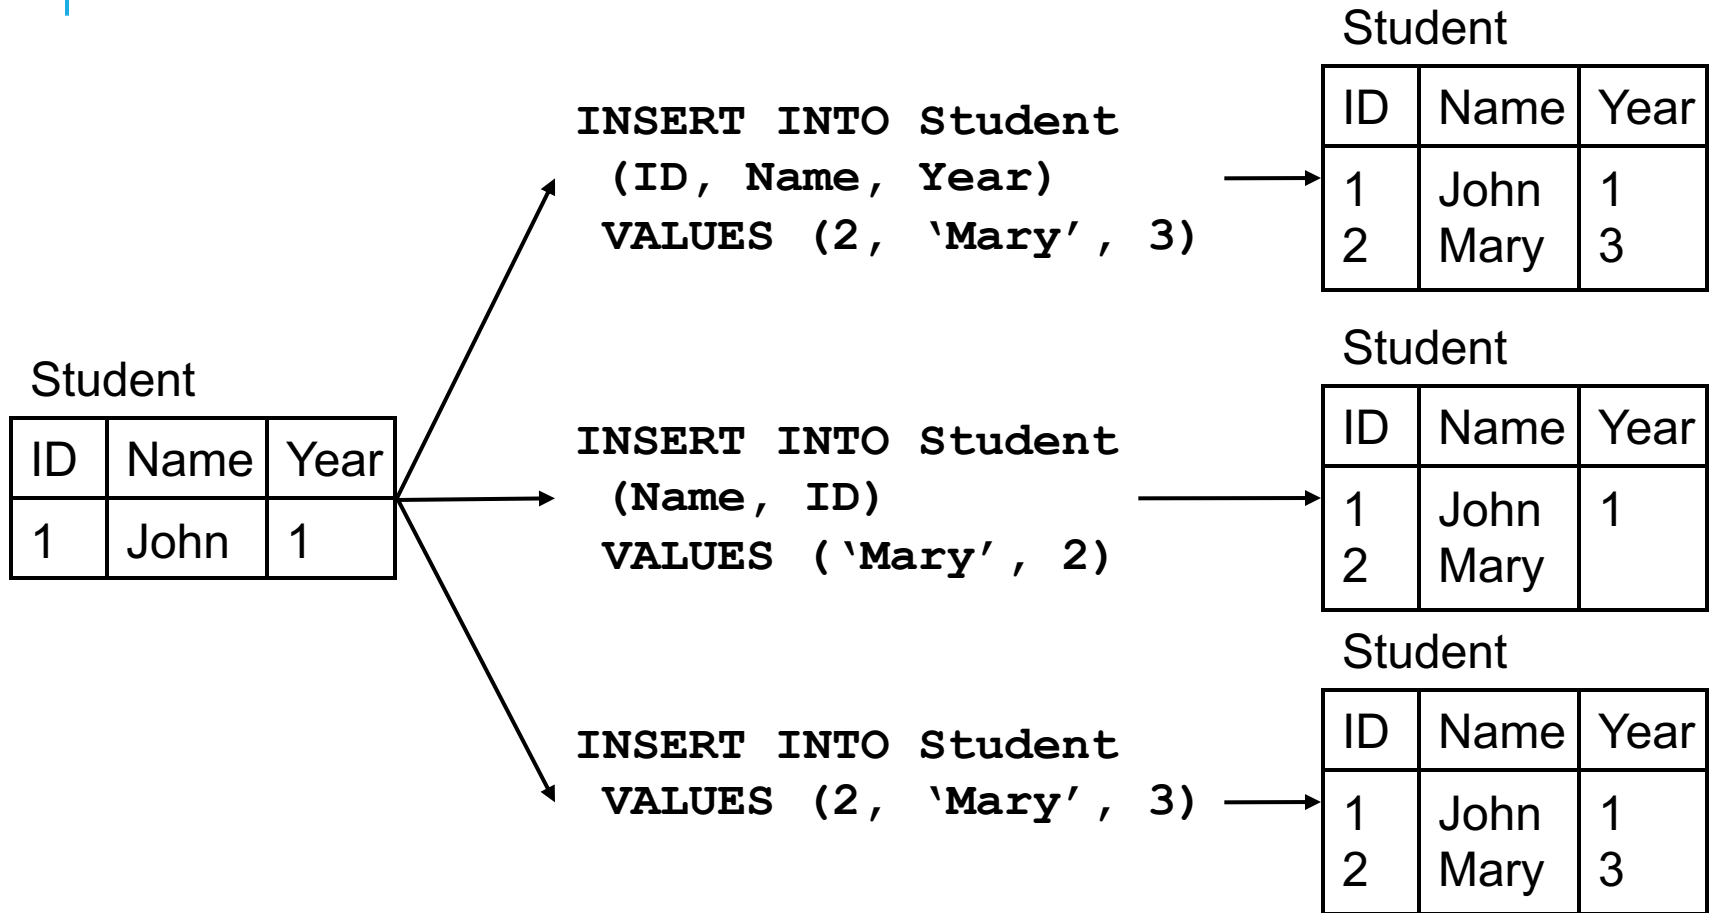 Student
ID Name Year
1 John 1
INSERT INTO Student
(ID, Name, Year)
VALUES (2, ‘Mary’, 3)
Student
ID Name Year
1 John 1
2 Mary 3
INSERT INTO Student
(Name, ID)
VALUES (‘Mary’, 2)
Student
ID Name Year
1 John 1
2 Mary
INSERT INTO Student
VALUES (2, ‘Mary’, 3)
Student
ID Name Year
1 John 1
2 Mary 3